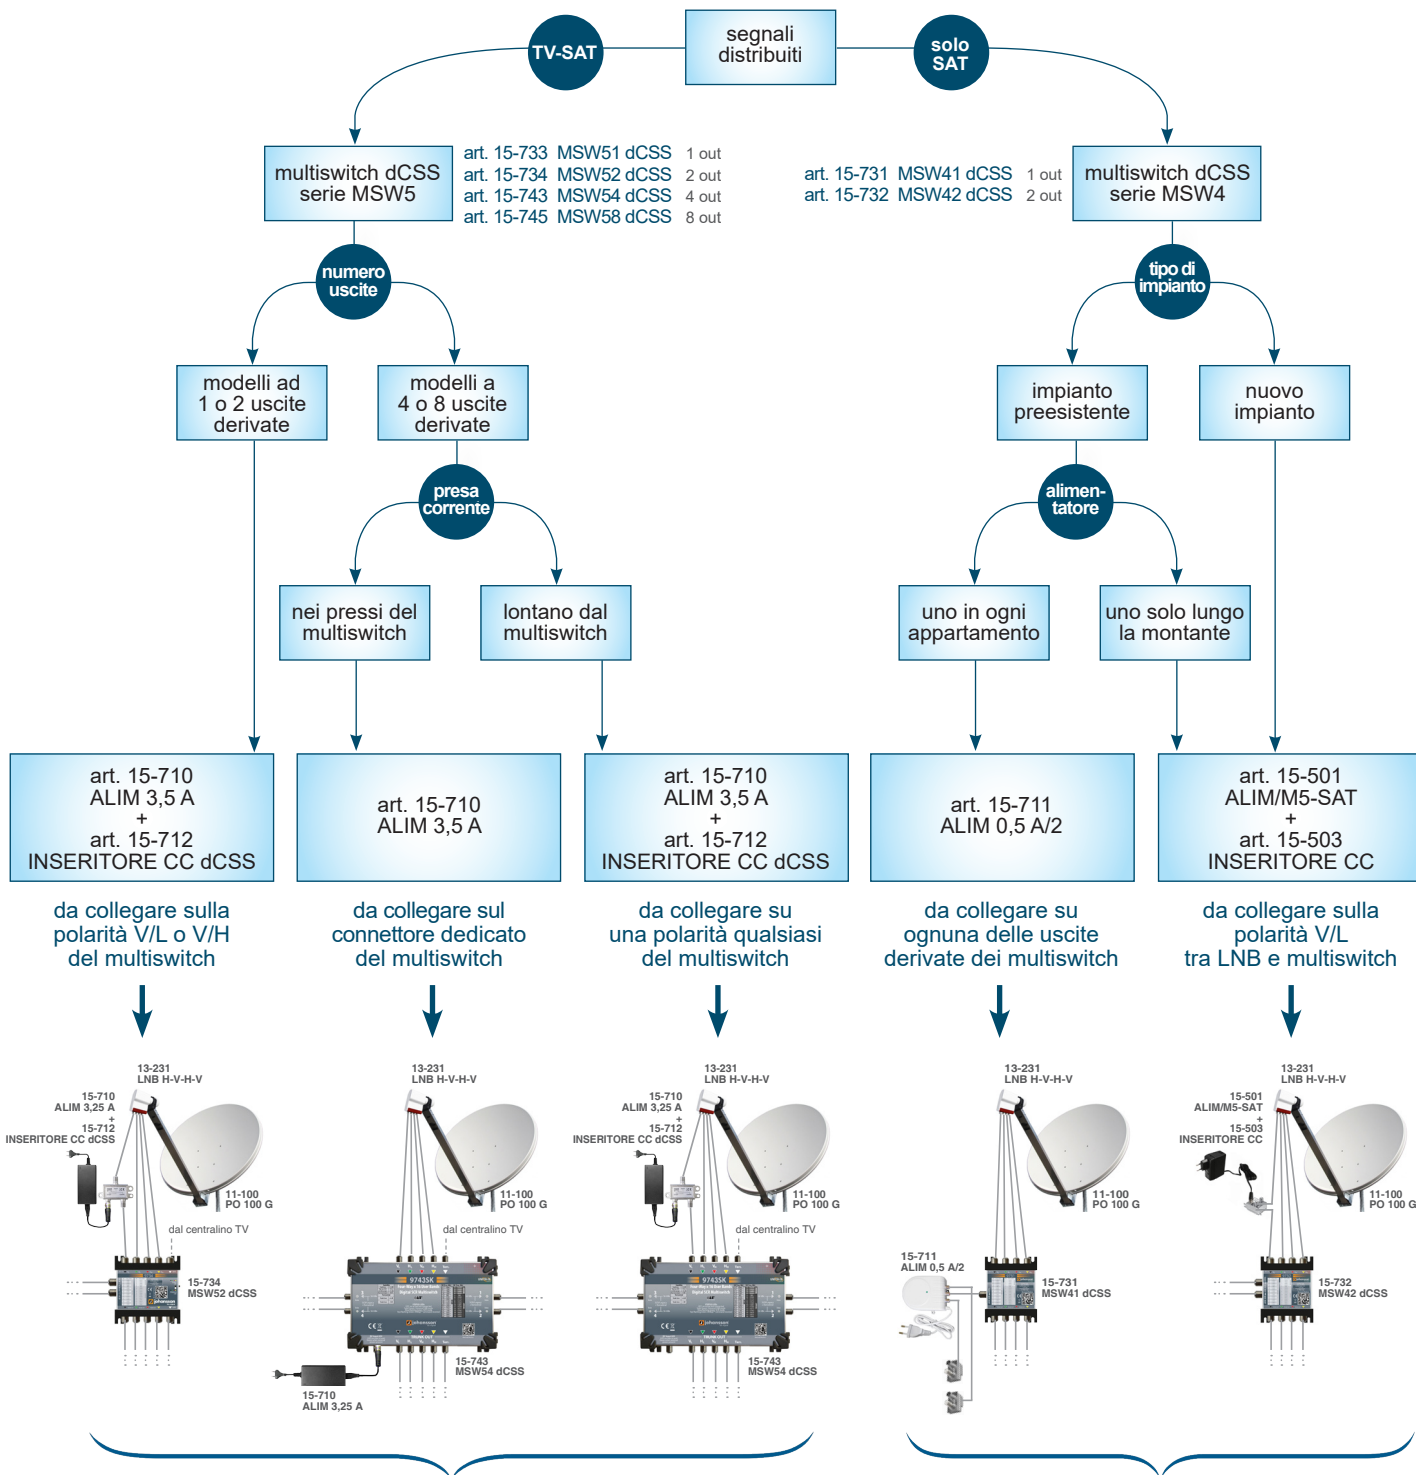 segnali
distribuiti
TV-SAT
solo
SAT
multiswitch dCSS
serie MSW5
art. 15-733 MSW51 dCSS 1 out
art. 15-734 MSW52 dCSS 2 out
art. 15-743 MSW54 dCSS 4 out
art. 15-745 MSW58 dCSS 8 out
art. 15-731 MSW41 dCSS 1 out
art. 15-732 MSW42 dCSS 2 out
multiswitch dCSS
serie MSW4
numero
uscite
tipo di
impianto
modelli ad
1 o 2 uscite
derivate
modelli a
4 o 8 uscite
derivate
impianto
preesistente
nuovo
impianto
presa
corrente
alimen-
tatore
nei pressi del
multiswitch
lontano dal
multiswitch
uno in ogni
appartamento
uno solo lungo
la montante
art. 15-710
ALIM 3,5 A
+
art. 15-712
INSERITORE CC dCSS
art. 15-710
ALIM 3,5 A
art. 15-710
ALIM 3,5 A
+
art. 15-712
INSERITORE CC dCSS
art. 15-711
ALIM 0,5 A/2
art. 15-501
ALIM/M5-SAT
+
art. 15-503
INSERITORE CC
da collegare sulla
polarità V/L o V/H
del multiswitch
da collegare sul
connettore dedicato
del multiswitch
da collegare su
una polarità qualsiasi
del multiswitch
da collegare su
ognuna delle uscite
derivate dei multiswitch
da collegare sulla
polarità V/L
tra LNB e multiswitch
13-231
LNB H-V-H-V
15-710
ALIM 3,25 A
+
15-712
INSERITORE CC dCSS
11-100
PO 100 G
dal centralino TV
15-734
MSW52 dCSS
13-231
LNB H-V-H-V
11-100
PO 100 G
dal centralino TV
9743SK
johansson
15-743
MSW54 dCSS
15-710
ALIM 3,25 A
13-231
LNB H-V-H-V
15-710
ALIM 3,25 A
+
15-712
INSERITORE CC dCSS
11-100
PO 100 G
dal centralino TV
9743SK
johansson
15-743
MSW54 dCSS
13-231
LNB H-V-H-V
11-100
PO 100 G
15-711
ALIM 0,5 A/2
15-731
MSW41 dCSS
13-231
LNB H-V-H-V
15-501
ALIM/M5-SAT
+
15-503
INSERITORE CC
11-100
PO 100 G
15-732
MSW42 dCSS